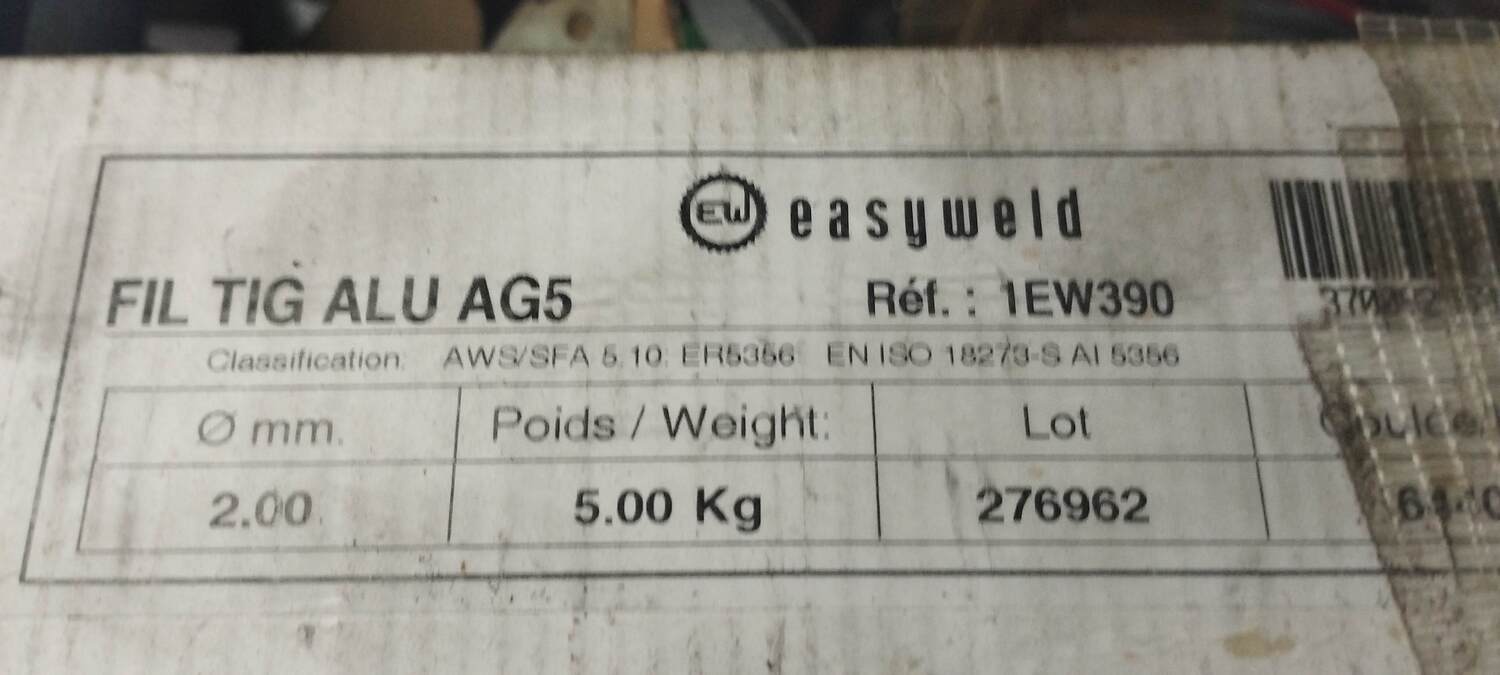 EW easyweld
FIL TIG ALU AG5 Réf. : 1EW390
Classification: AWS/SFA 5.10: ER5356 EN ISO 18273-S Al 5356
Ø mm. Poids / Weight: Lot
2.00 5.00 Kg 276962